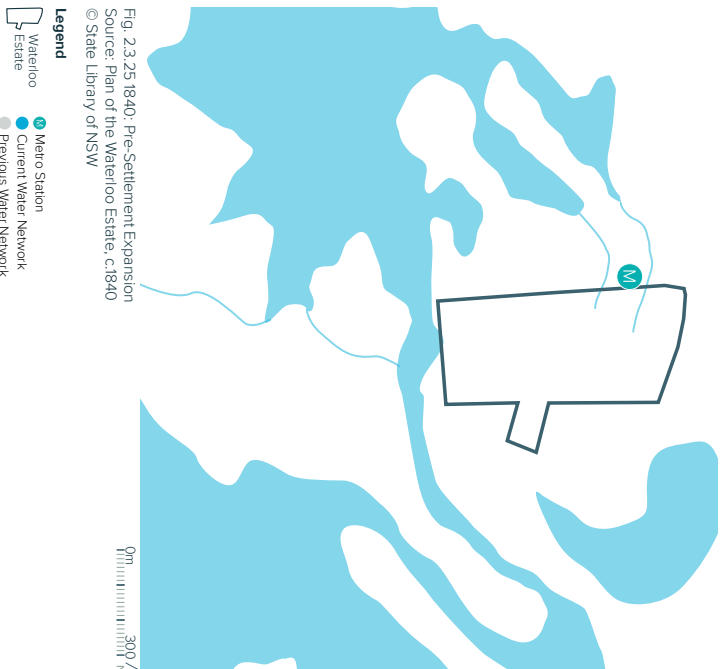 Fig. 2.3.25 1840: Pre-Settlement Expansion
Source: Plan of the Waterloo Estate, c.1840
© State Library of NSW
Legend
Waterloo
Estate
M Metro Station
Current Water Network
Previous Water Network
M
0m
300